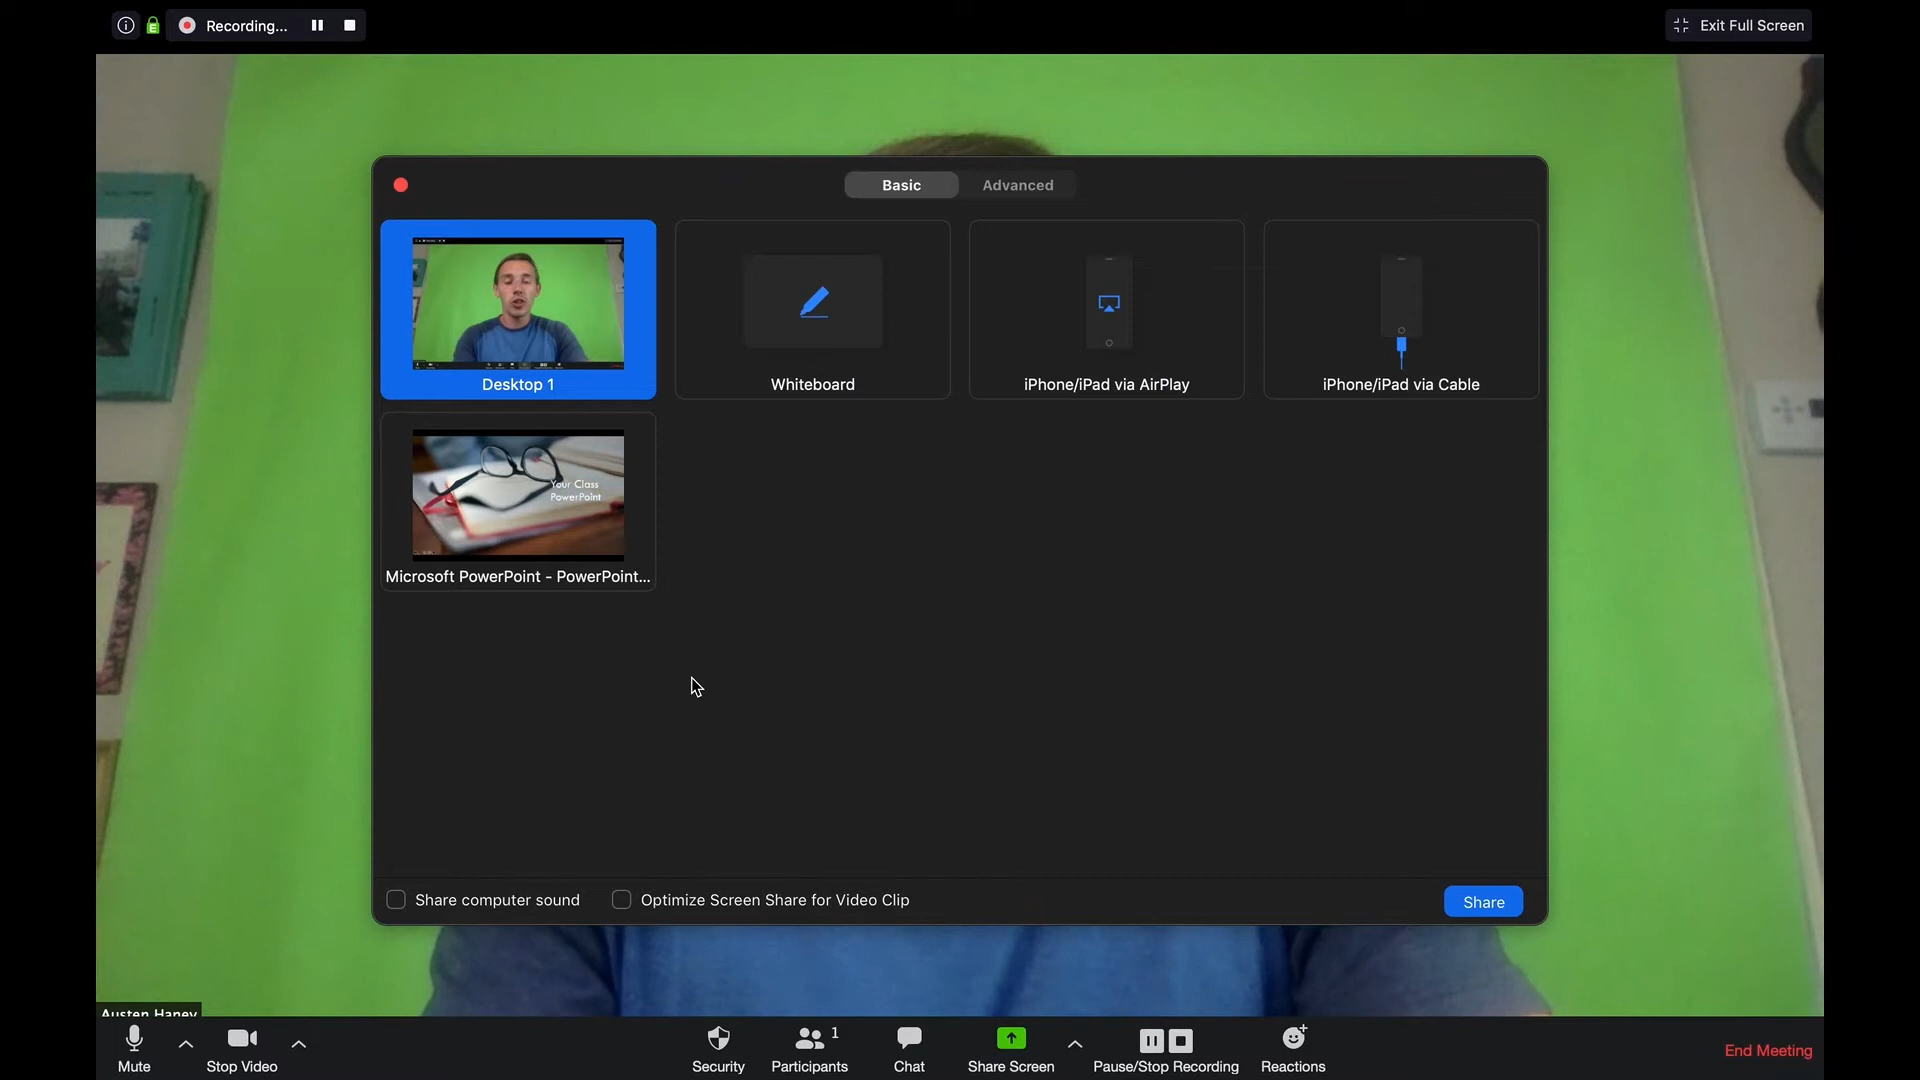 Recording...
Exit Full Screen
Basic
Advanced
Desktop 1
Whiteboard
iPhone/iPad via AirPlay
iPhone/iPad via Cable
Your Class
PowerPoint
Microsoft PowerPoint - PowerPoint...
Share computer sound
Optimize Screen Share for Video Clip
Share
Austen Haney
Mute
Stop Video
Security
Participants
1
Chat
Share Screen
Pause/Stop Recording
Reactions
End Meeting